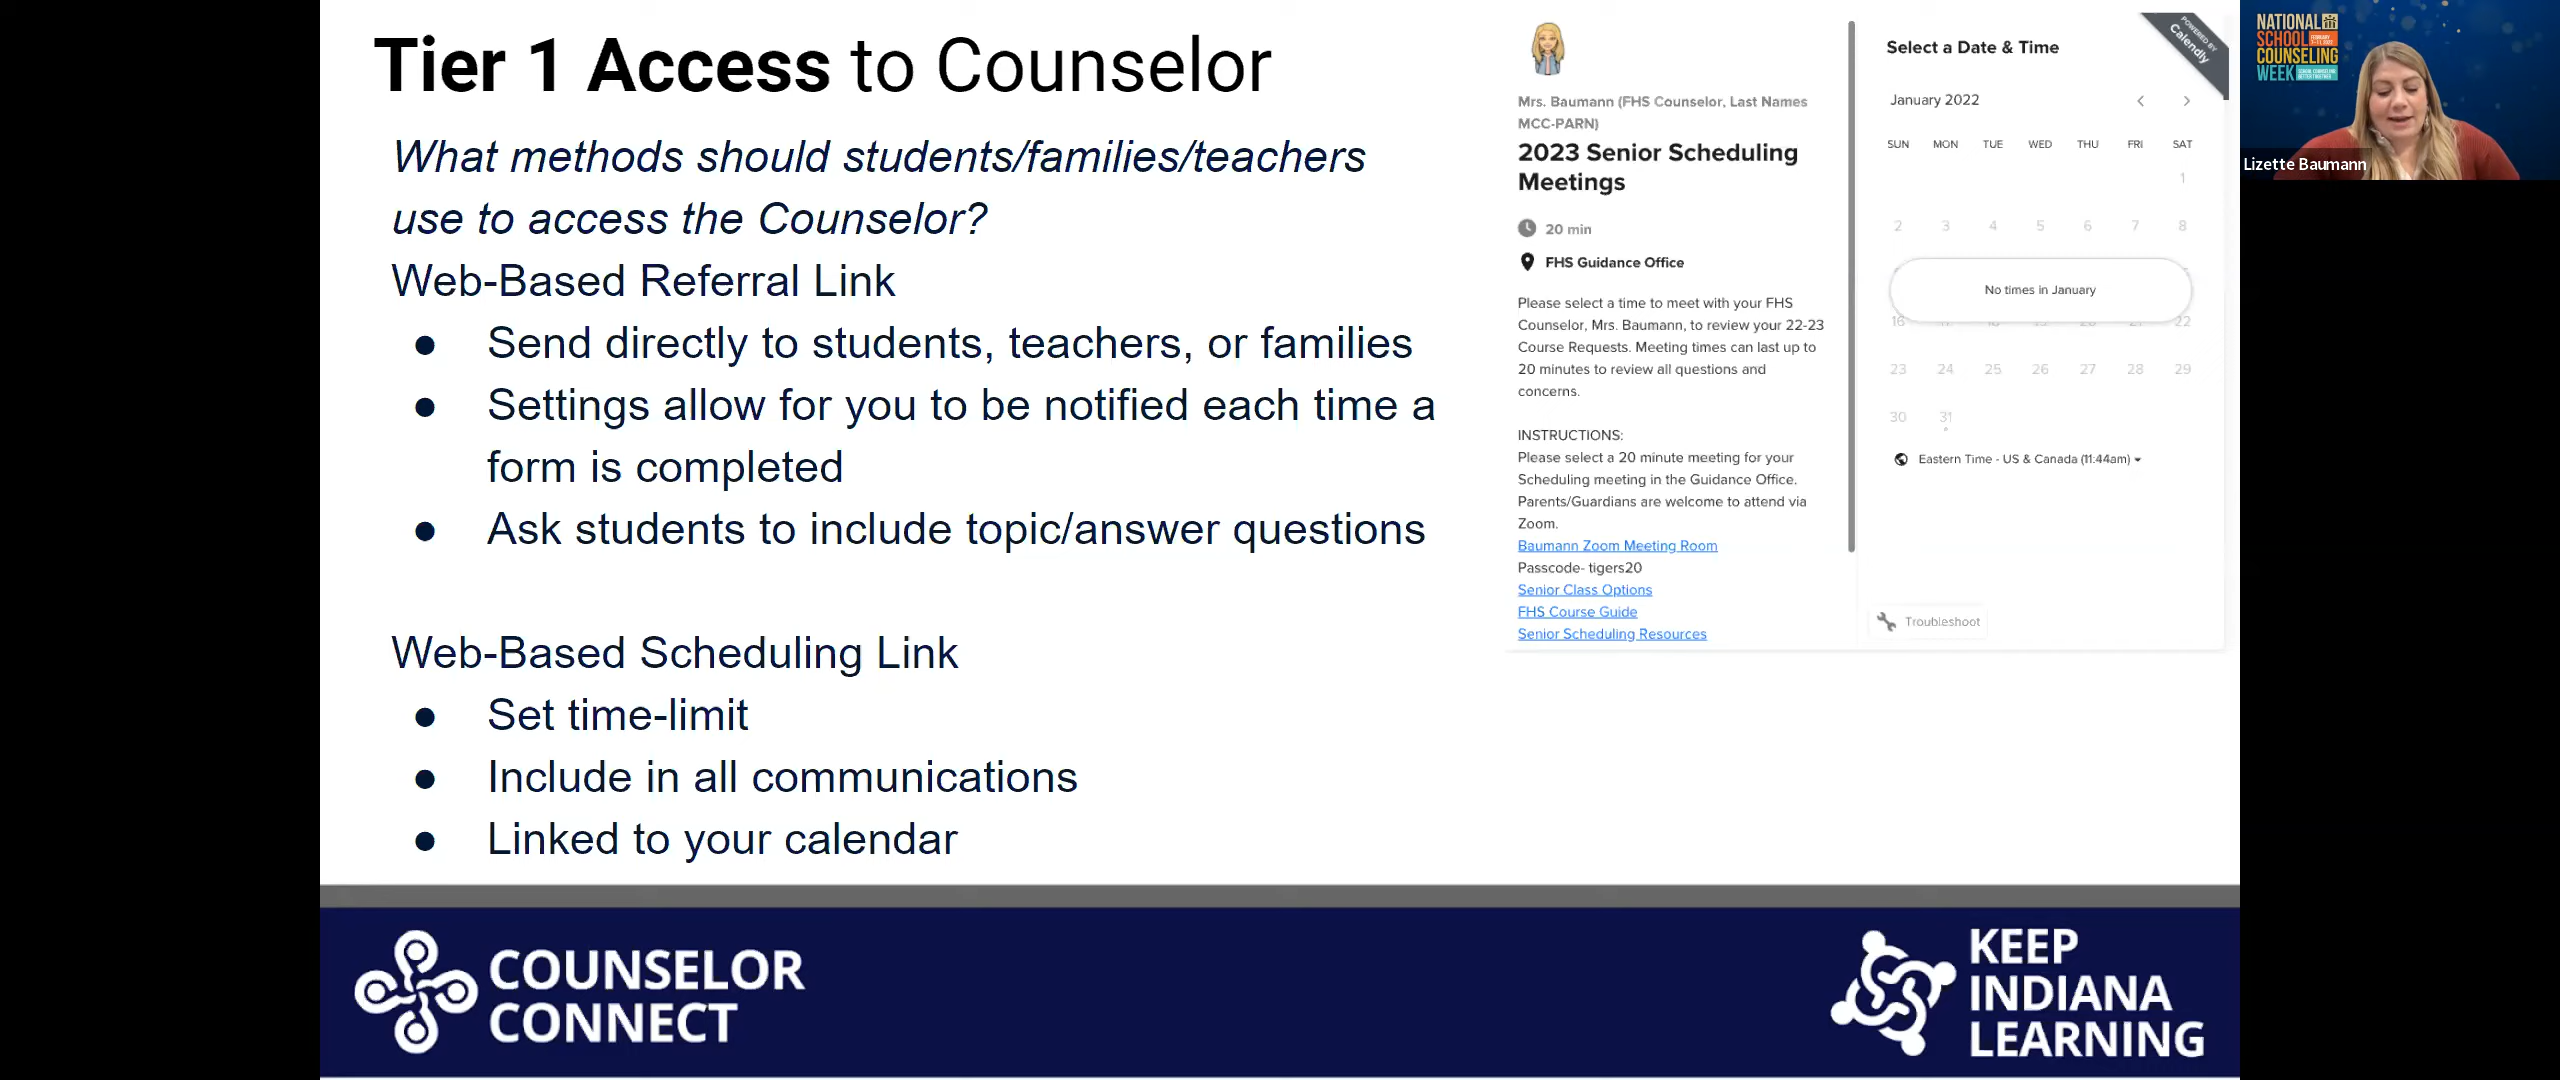 Tier 1 Access to Counselor
What methods should students/families/teachers
use to access the Counselor?
Web-Based Referral Link
● Send directly to students, teachers, or families
● Settings allow for you to be notified each time a
form is completed
● Ask students to include topic/answer questions
Web-Based Scheduling Link
● Set time-limit
● Include in all communications
● Linked to your calendar
Mrs. Baumann (FHS Counselor, Last Names
MCC-PARN)
2023 Senior Scheduling
Meetings
20 min
FHS Guidance Office
Please select a time to meet with your FHS
Counselor, Mrs. Baumann, to review your 22-23
Course Requests. Meeting times can last up to
20 minutes to review all questions and
concerns.
INSTRUCTIONS:
Please select a 20 minute meeting for your
Scheduling meeting in the Guidance Office.
Parents/Guardians are welcome to attend via
Zoom.
Baumann Zoom Meeting Room
Passcode- tigers20
Senior Class Options
FHS Course Guide
Senior Scheduling Resources
Select a Date & Time
POWERED BY
Calendly
January 2022
SUN MON TUE WED THU FRI SAT
1
2 3 4 5 6 7 8
No times in January
16 22
23 24 25 26 27 28 29
30 31
Eastern Time - US & Canada (11:44am)
Troubleshoot
NATIONAL
SCHOOL
COUNSELING
WEEK
Lizette Baumann
COUNSELOR
CONNECT
KEEP
INDIANA
LEARNING